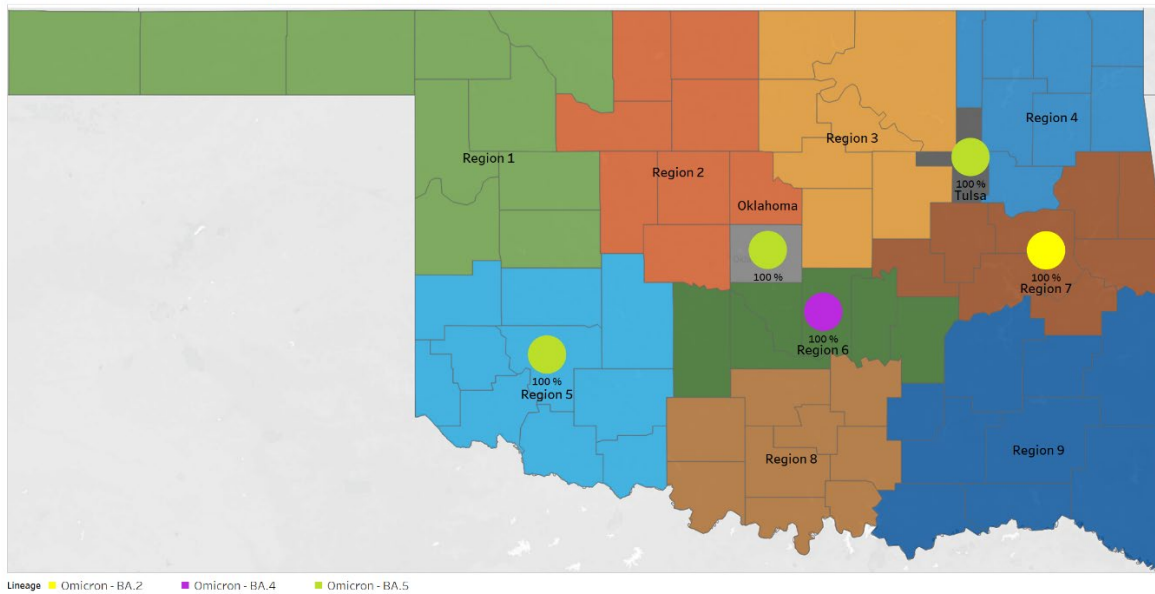 Region 1
Region 2
Oklahoma
100 %
Region 3
Region 4
100 %
Tulsa
100 %
Region 7
100 %
Region 6
100 %
Region 5
Region 8
Region 9
Lineage Omicron - BA.2 Omicron - BA.4 Omicron - BA.5